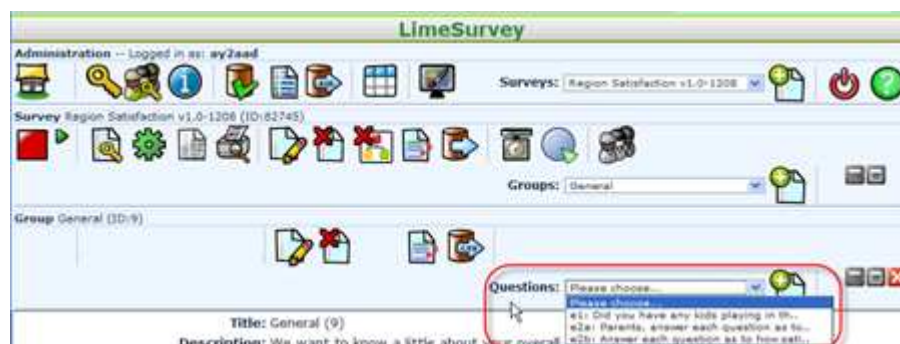 LimeSurvey
Administration -- Logged in as: ay2aad
Surveys: Region Satisfaction v1.0-1208
Survey Region Satisfaction v1.0-1208 (ID:82745)
Groups: General
Group General (ID:9)
Questions: Please choose...
Please choose...
e1: Did you have any kids playing in th..
e2a: Parents, answer each question as to..
e2b: Answer each question as to how sati..
Title: General (9)
Description: We want to know a little about your overall